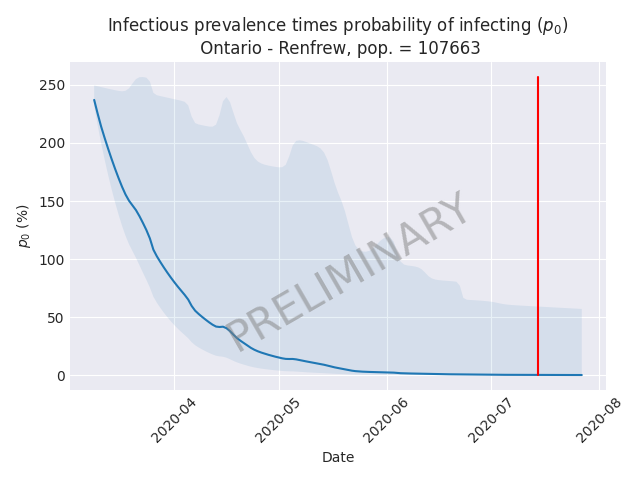 Infectious prevalence times probability of infecting (p₀)
Ontario - Renfrew, pop. = 107663
250
200
150
100
50
0
p₀ (%)
PRELIMINARY
2020-04
2020-05
2020-06
2020-07
2020-08
Date